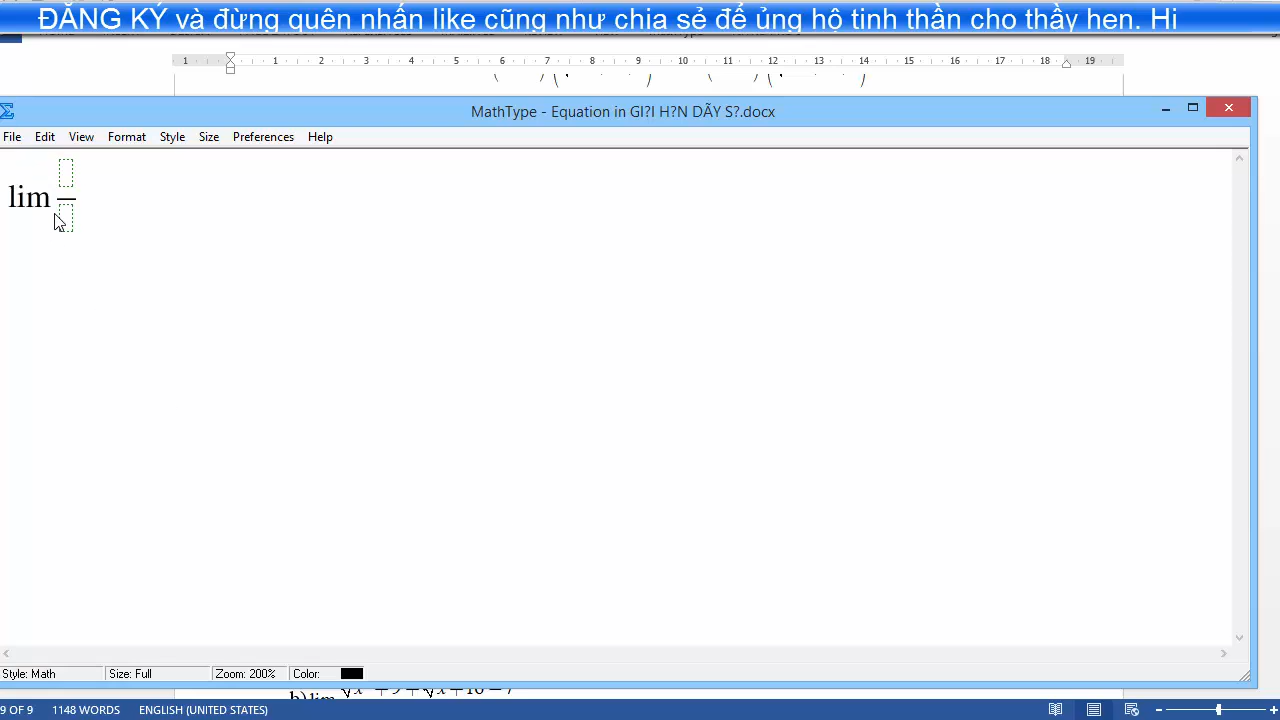 ĐĂNG KÝ và đừng quên nhấn like cũng như chia sẻ để ủng hộ tinh thần cho thầy hen. Hi
1 1 2 3 4 5 6 7 8 9 10 11 12 13 14 15 16 17 18 19
MathType - Equation in GI?I H?N DÃY S?.docx
File Edit View Format Style Size Preferences Help
lim
Style: Math Size: Full Zoom: 200% Color:
b) lim
9 OF 9 1148 WORDS ENGLISH (UNITED STATES)